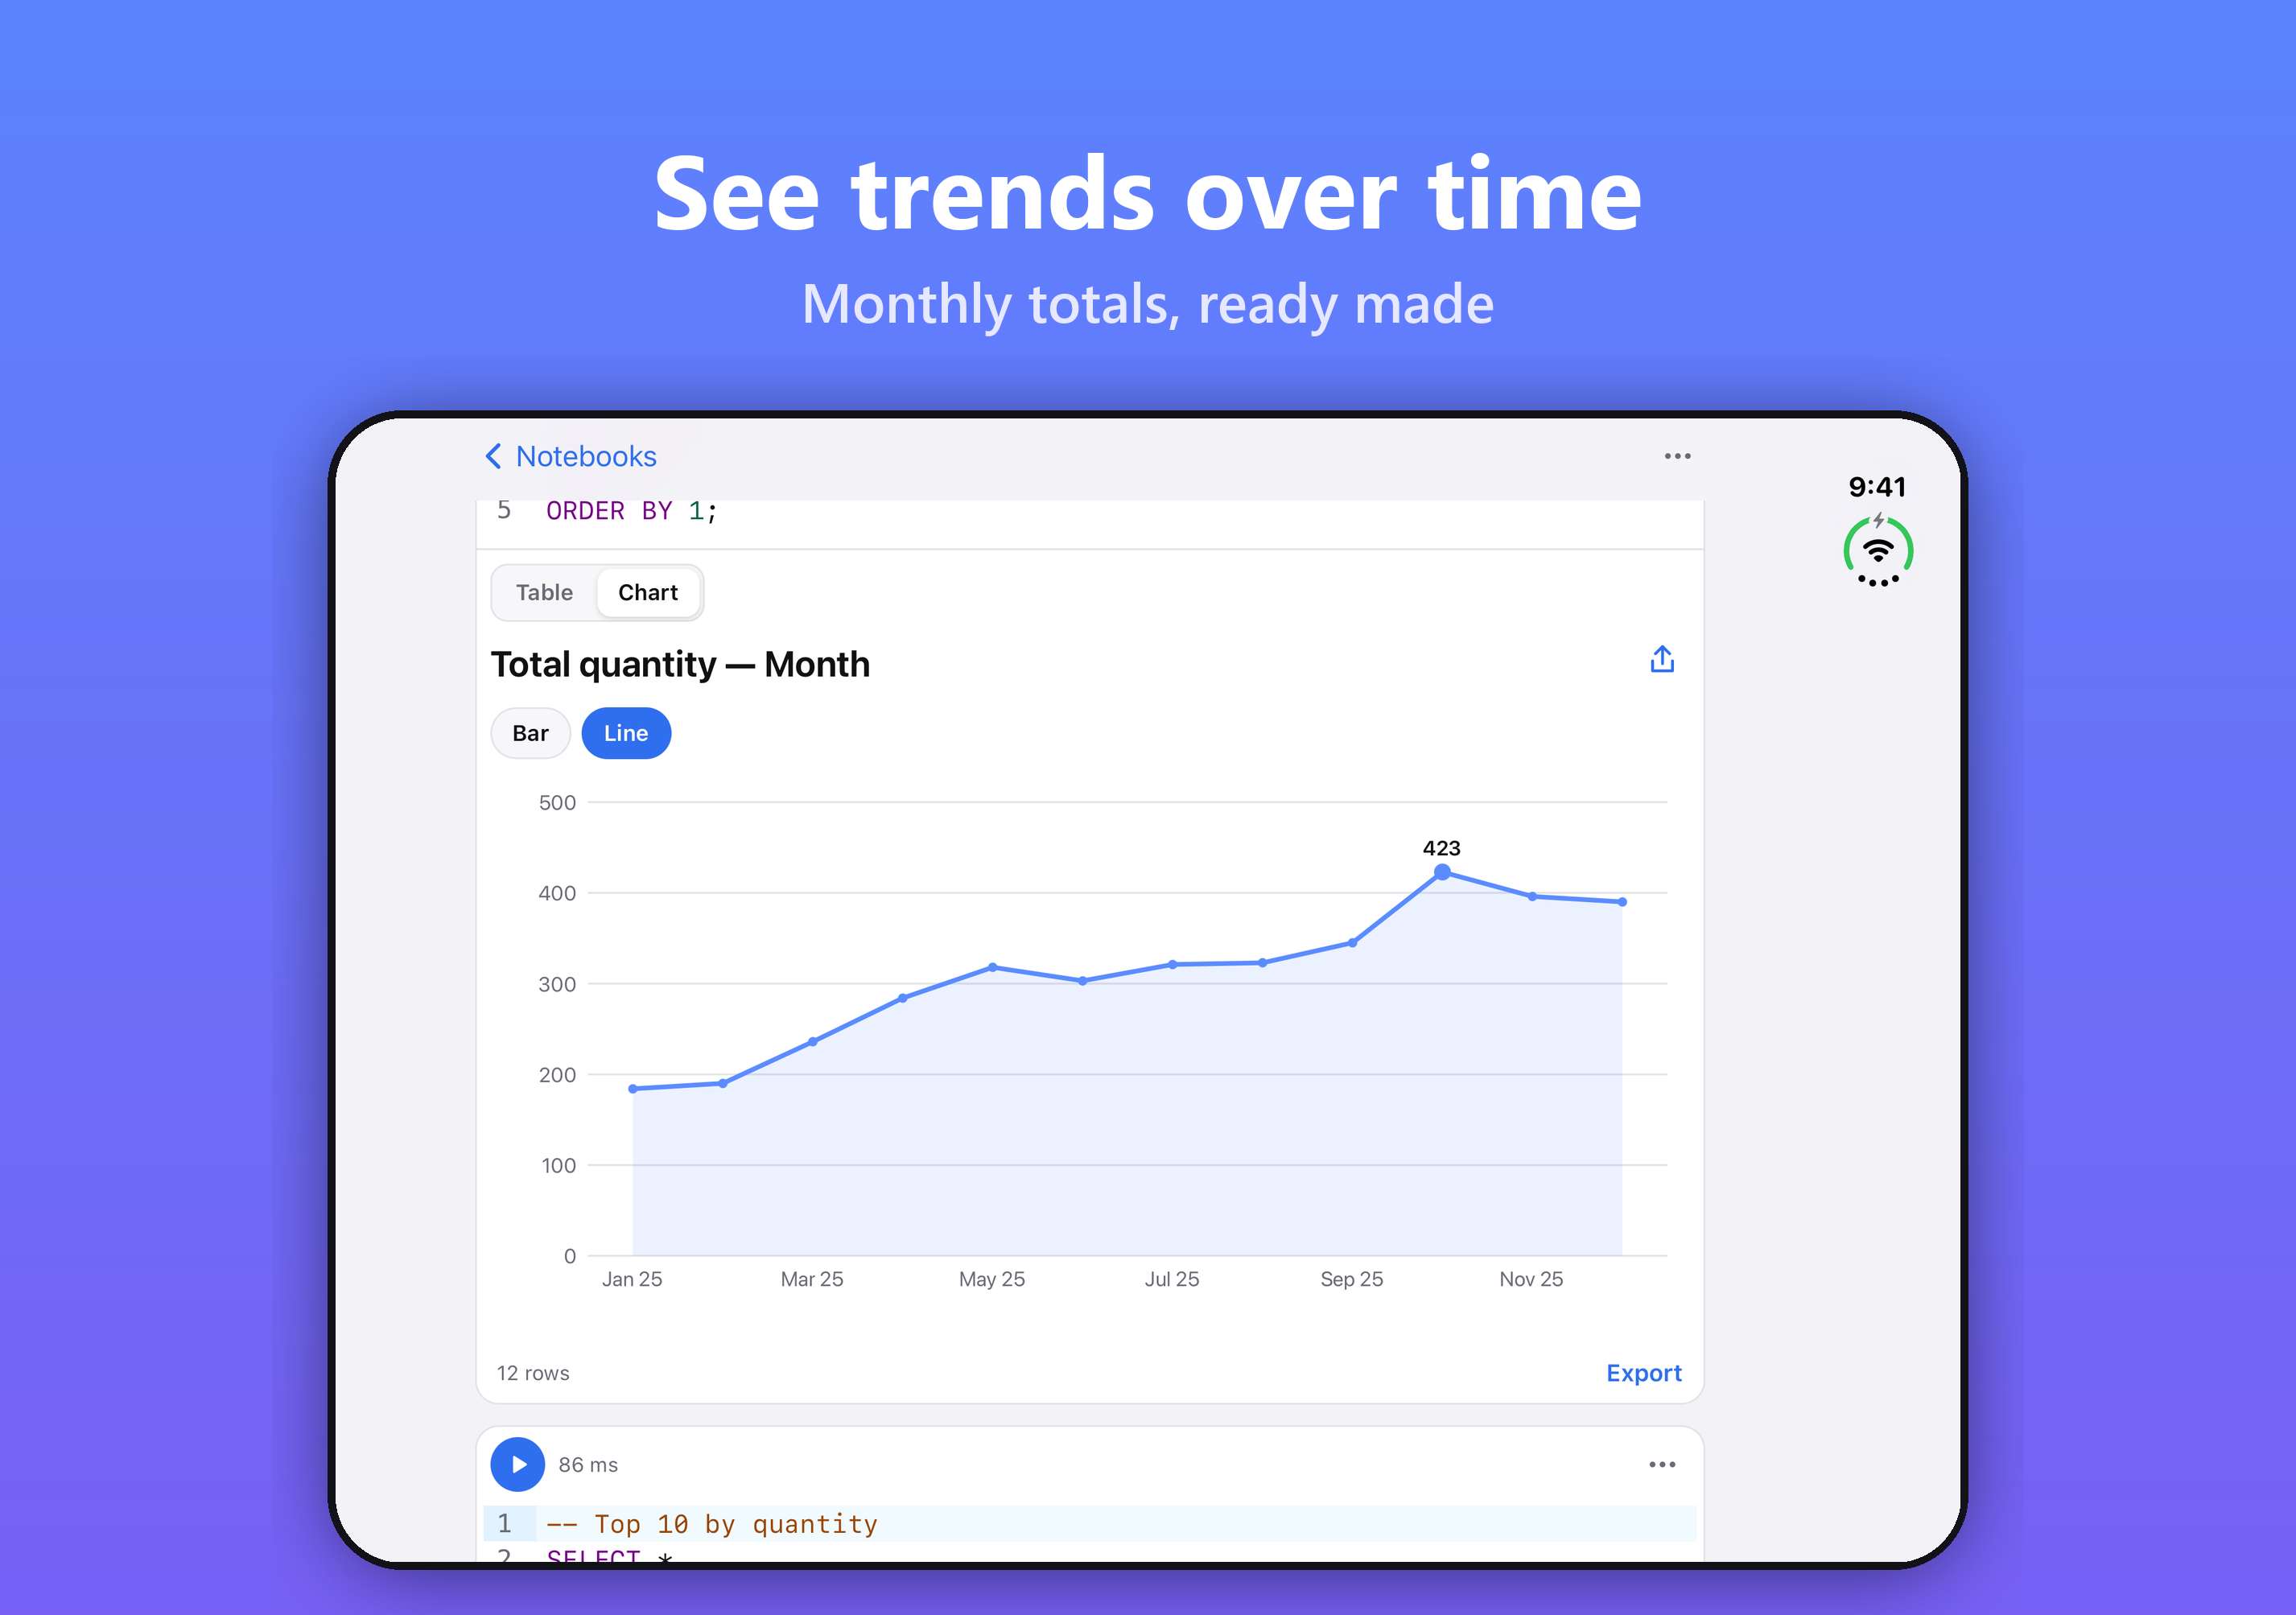 See trends over time
Monthly totals, ready made
Notebooks
9:41
5 ORDER BY 1;
Table Chart
Total quantity — Month
Bar Line
500
423
400
300
200
100
0
Jan 25 Mar 25 May 25 Jul 25 Sep 25 Nov 25
12 rows Export
86 ms
1 -- Top 10 by quantity
2 SELECT *